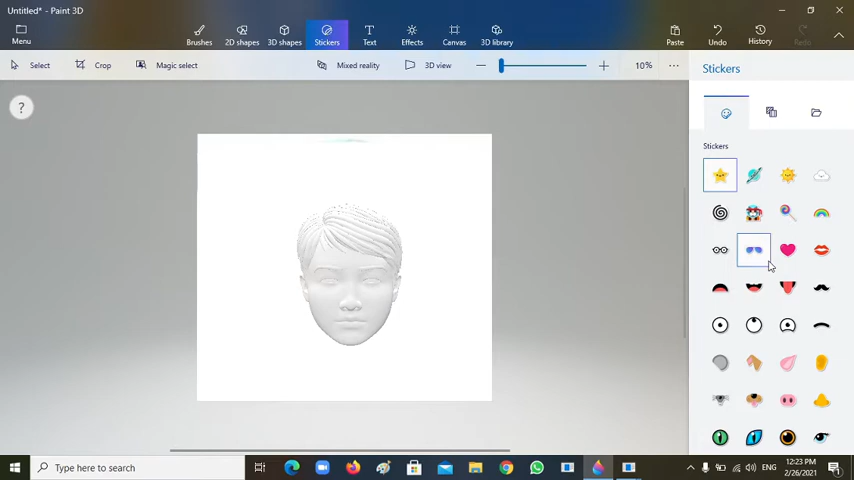 Untitled* - Paint 3D
Menu
Brushes
2D shapes
3D shapes
Stickers
Text
Effects
Canvas
3D library
Paste
Undo
History
Redo
Select
Crop
Magic select
Mixed reality
3D view
10%
Stickers
?
Stickers
Type here to search
ENG
12:23 PM
2/26/2021
1